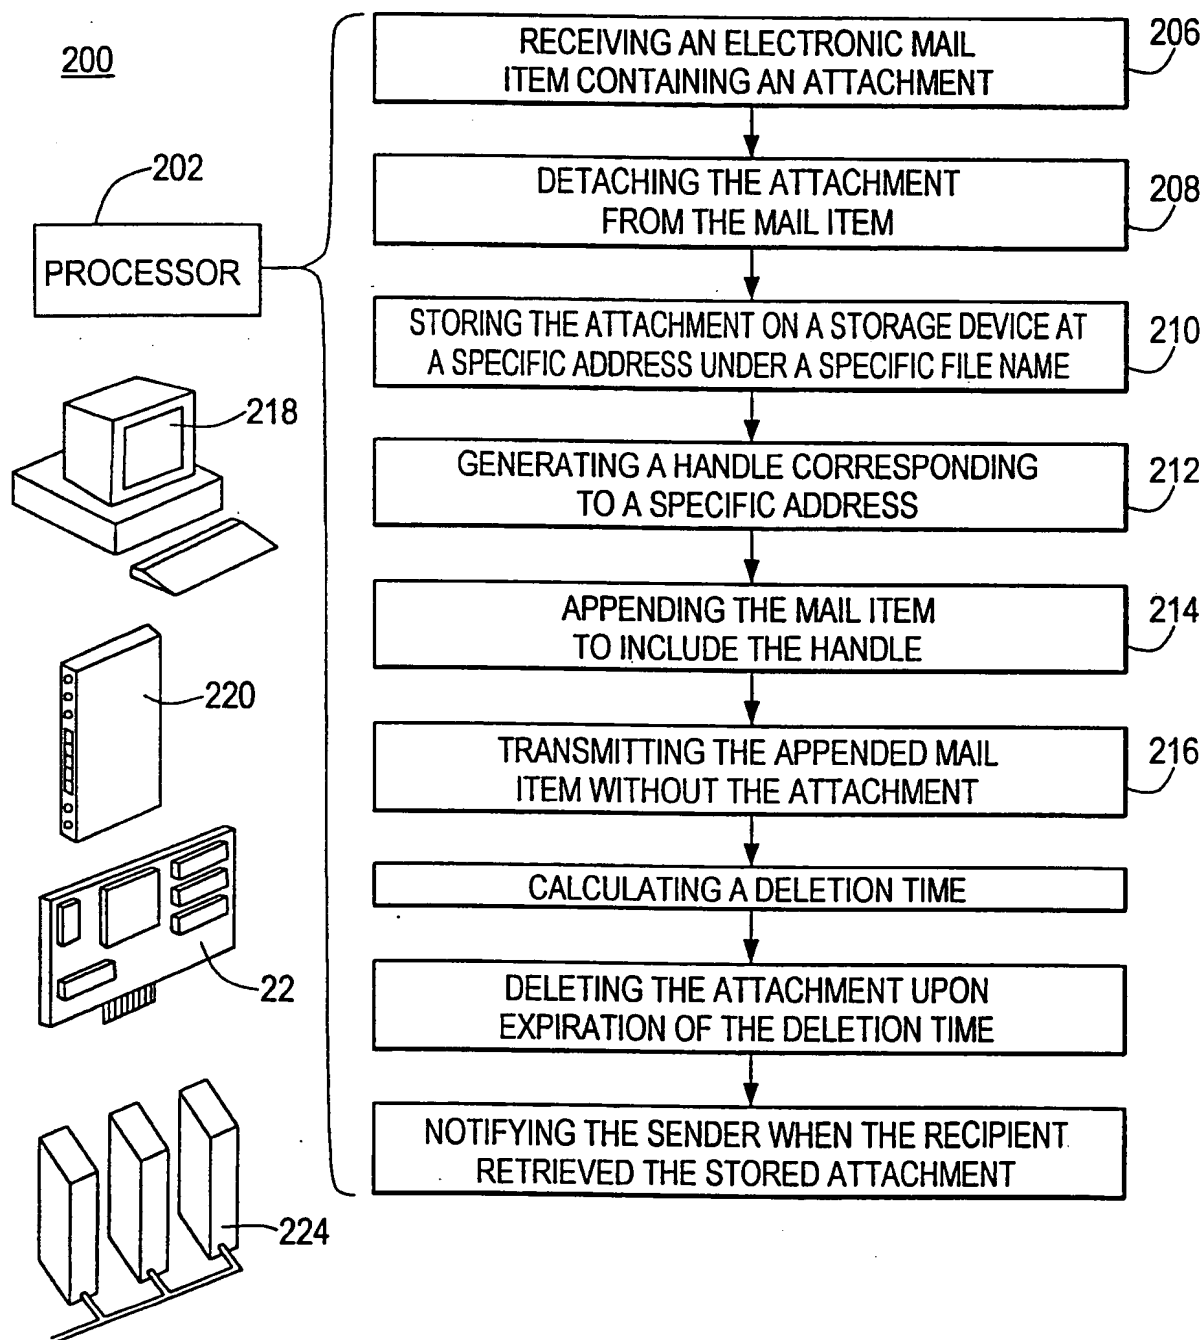 200
202
PROCESSOR
218
220
22
224
RECEIVING AN ELECTRONIC MAIL
ITEM CONTAINING AN ATTACHMENT
206
DETACHING THE ATTACHMENT
FROM THE MAIL ITEM
208
STORING THE ATTACHMENT ON A STORAGE DEVICE AT
A SPECIFIC ADDRESS UNDER A SPECIFIC FILE NAME
210
GENERATING A HANDLE CORRESPONDING
TO A SPECIFIC ADDRESS
212
APPENDING THE MAIL ITEM
TO INCLUDE THE HANDLE
214
TRANSMITTING THE APPENDED MAIL
ITEM WITHOUT THE ATTACHMENT
216
CALCULATING A DELETION TIME
DELETING THE ATTACHMENT UPON
EXPIRATION OF THE DELETION TIME
NOTIFYING THE SENDER WHEN THE RECIPIENT
RETRIEVED THE STORED ATTACHMENT